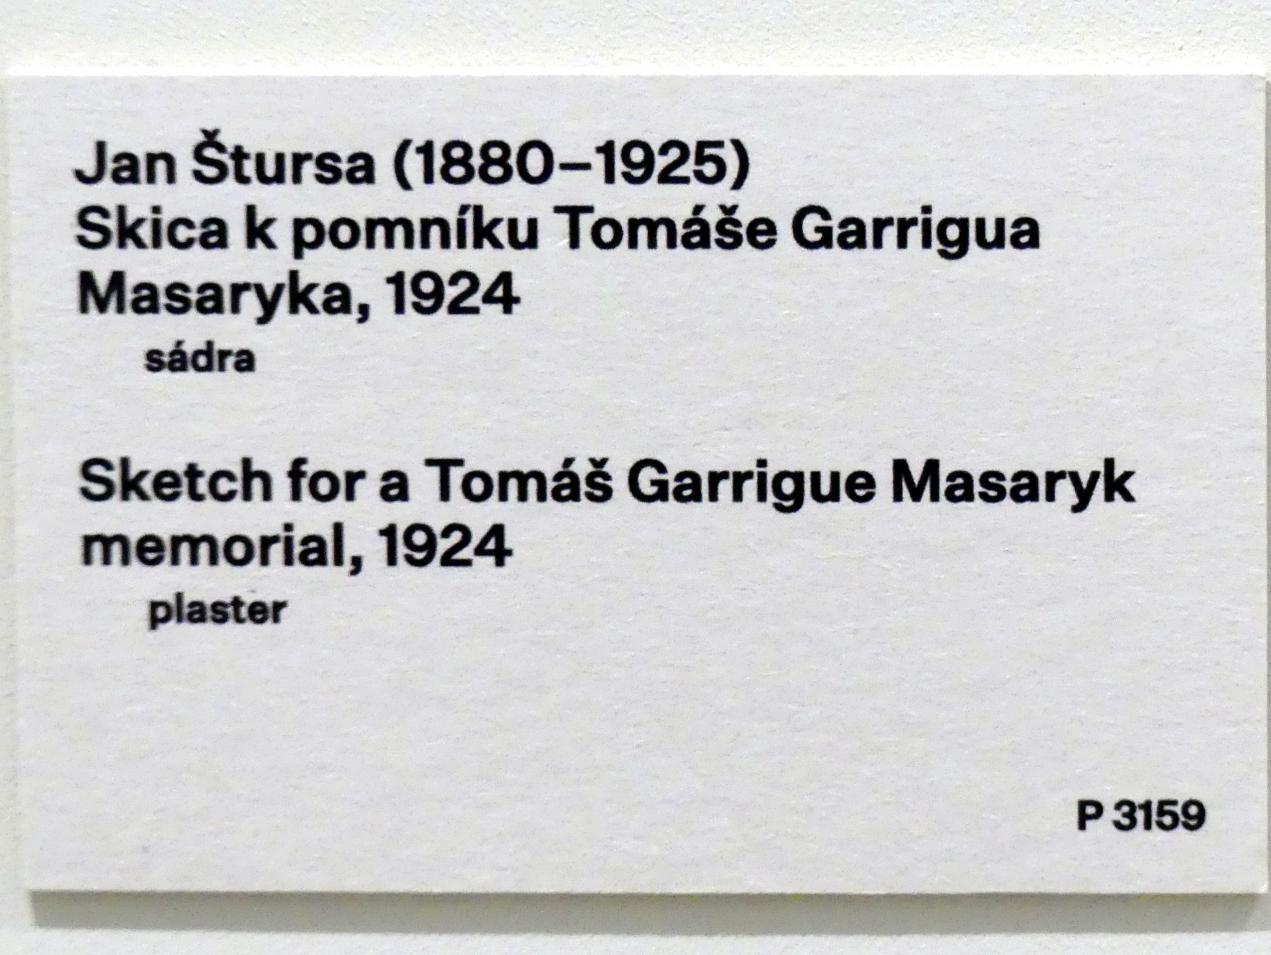 Jan Štursa (1880–1925)
Skica k pomníku Tomáše Garrigua
Masaryka, 1924
sádra
Sketch for a Tomáš Garrigue Masaryk
memorial, 1924
plaster
P 3159